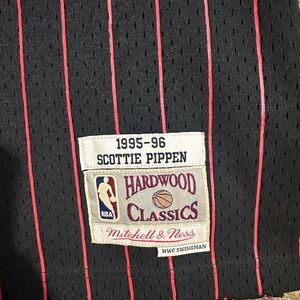 1995-96
SCOTTIE PIPPEN
HARDWOOD
CLASSICS
NBA
Mitchell & Ness
HWC SWINGMAN